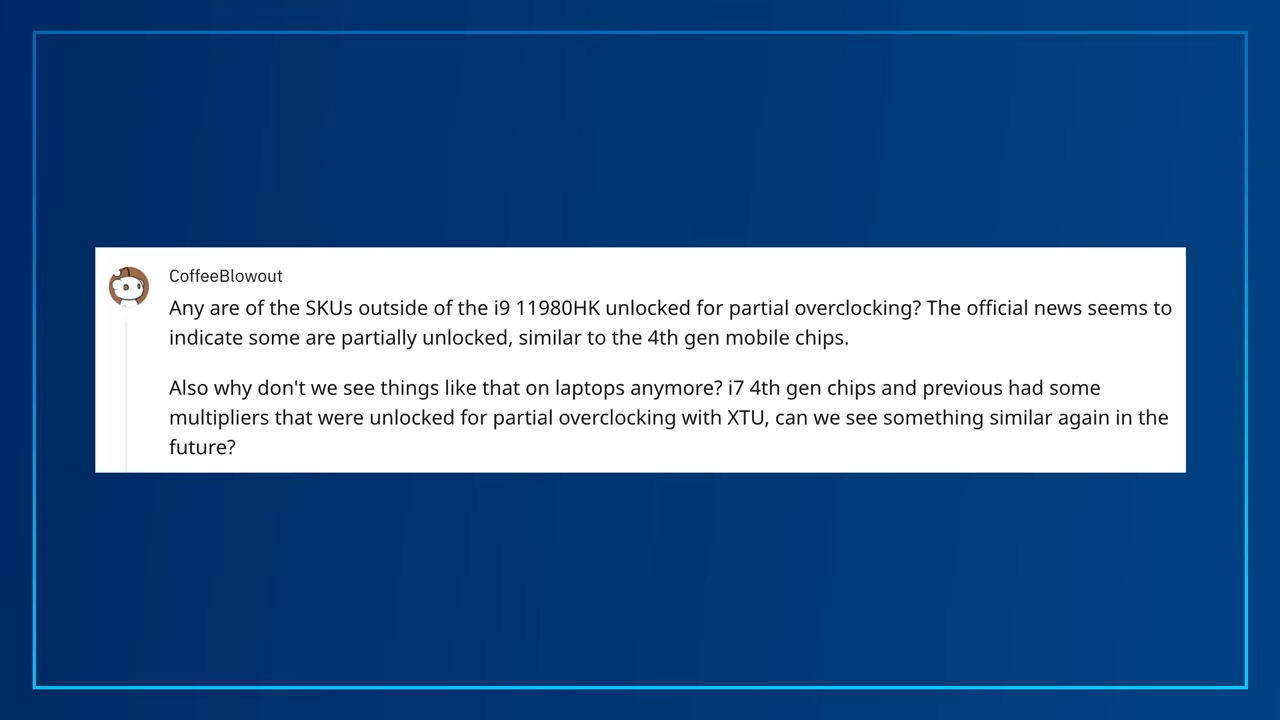 CoffeeBlowout
Any are of the SKUs outside of the i9 11980HK unlocked for partial overclocking? The official news seems to
indicate some are partially unlocked, similar to the 4th gen mobile chips.
Also why don't we see things like that on laptops anymore? i7 4th gen chips and previous had some
multipliers that were unlocked for partial overclocking with XTU, can we see something similar again in the
future?